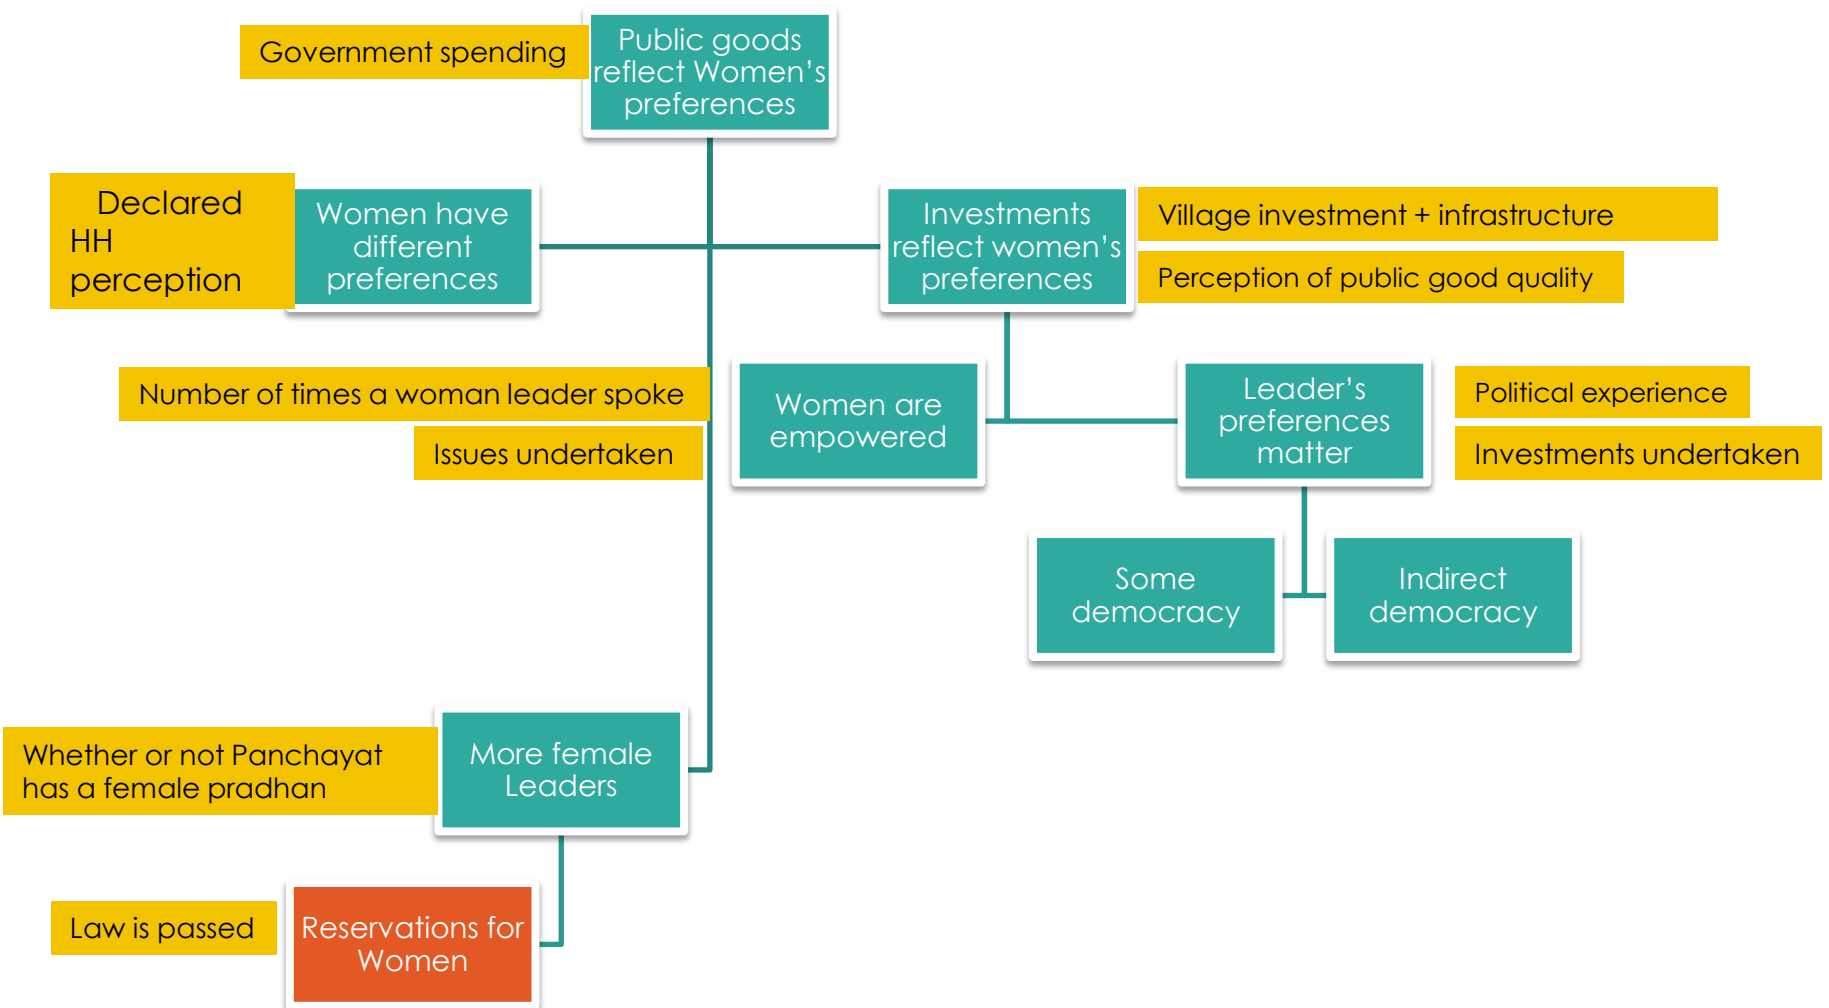 Government spending
Public goods
reflect Women's
preferences
Declared
HH
perception
Women have
different
preferences
Investments
reflect women's
preferences
Village investment + infrastructure
Perception of public good quality
Number of times a woman leader spoke
Issues undertaken
Women are
empowered
Leader's
preferences
matter
Political experience
Investments undertaken
Some
democracy
Indirect
democracy
Whether or not Panchayat
has a female pradhan
More female
Leaders
Law is passed
Reservations for
Women